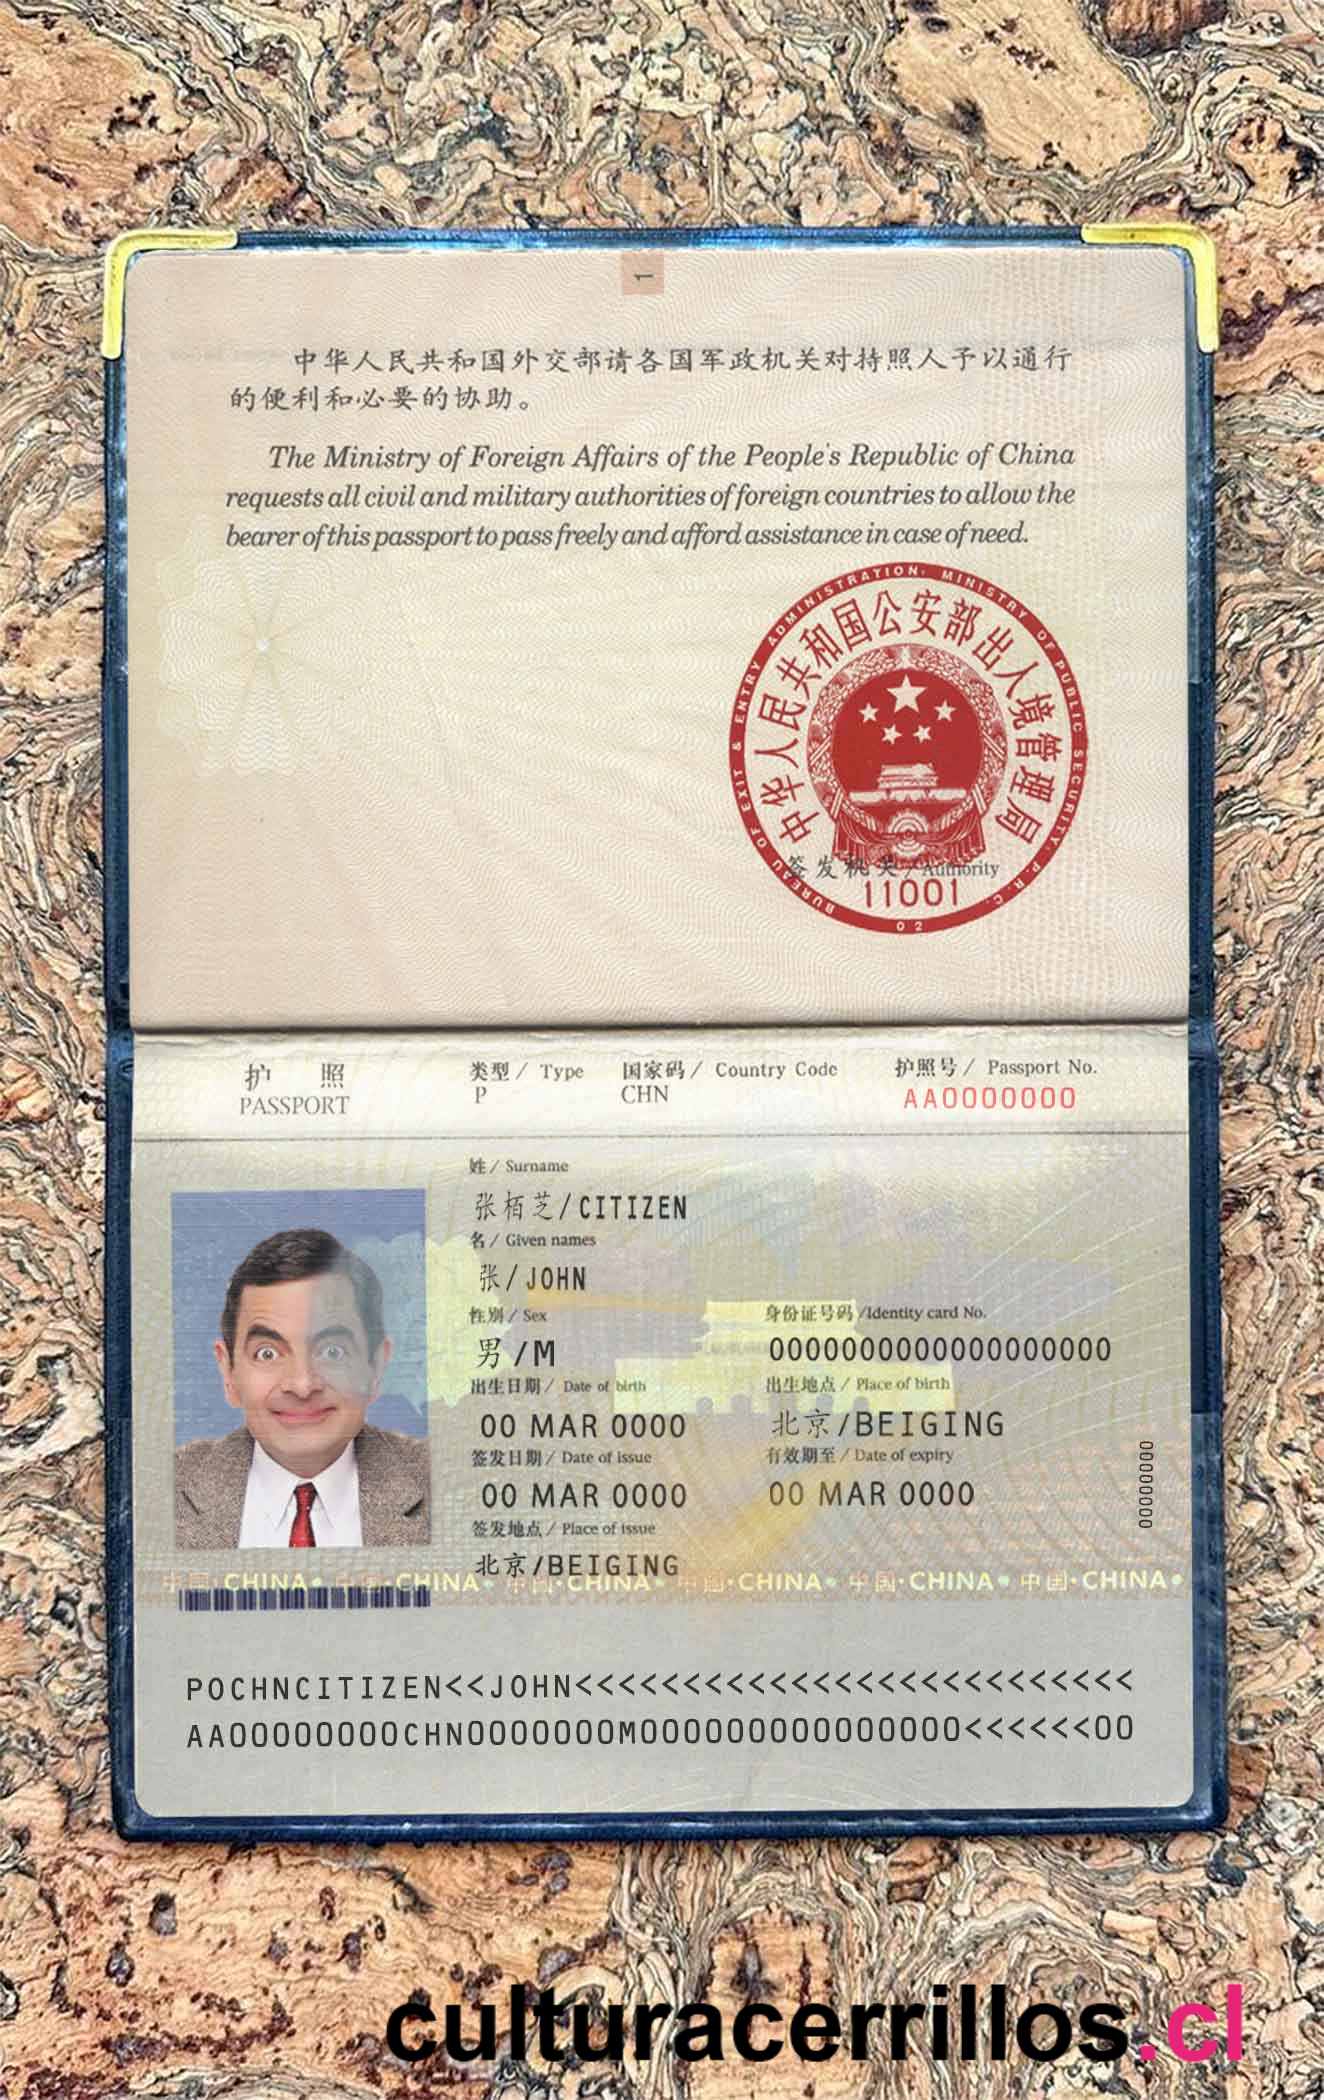 1
中华人民共和国外交部请各国军政机关对持照人予以通行
的便利和必要的协助。
The Ministry of Foreign Affairs of the People's Republic of China
requests all civil and military authorities of foreign countries to allow the
bearer of this passport to pass freely and afford assistance in case of need.
BUREAU OF EXIT & ENTRY ADMINISTRATION· MINISTRY OF PUBLIC SECURITY· P.R.C.
中华人民共和国公安部出入境管理局
签发机关/Authority
11001
02
护 照 类型 / Type 国家码 / Country Code 护照号 / Passport No.
PASSPORT P CHN AA0000000
姓 / Surname
张栢芝/CITIZEN
名 / Given names
张/JOHN
性别 / Sex 身份证号码 /Identity card No.
男 /M 0000000000000000000
出生日期 / Date of birth 出生地点 / Place of birth
00 MAR 0000 北京/BEIGING
签发日期 / Date of issue 有效期至 / Date of expiry
00 MAR 0000 00 MAR 0000
00000000
签发地点 / Place of issue
北京/BEIGING
中国·CHINA· 中国·CHINA· 中国·CHINA· 中国·CHINA· 中国·CHINA· 中国·CHINA·
POCHNCITIZEN<<JOHN<<<<<<<<<<<<<<<<<<<<<<<<<<
AA00000000CHN0000000M000000000000000<<<<<<00
culturacerrillos.cl